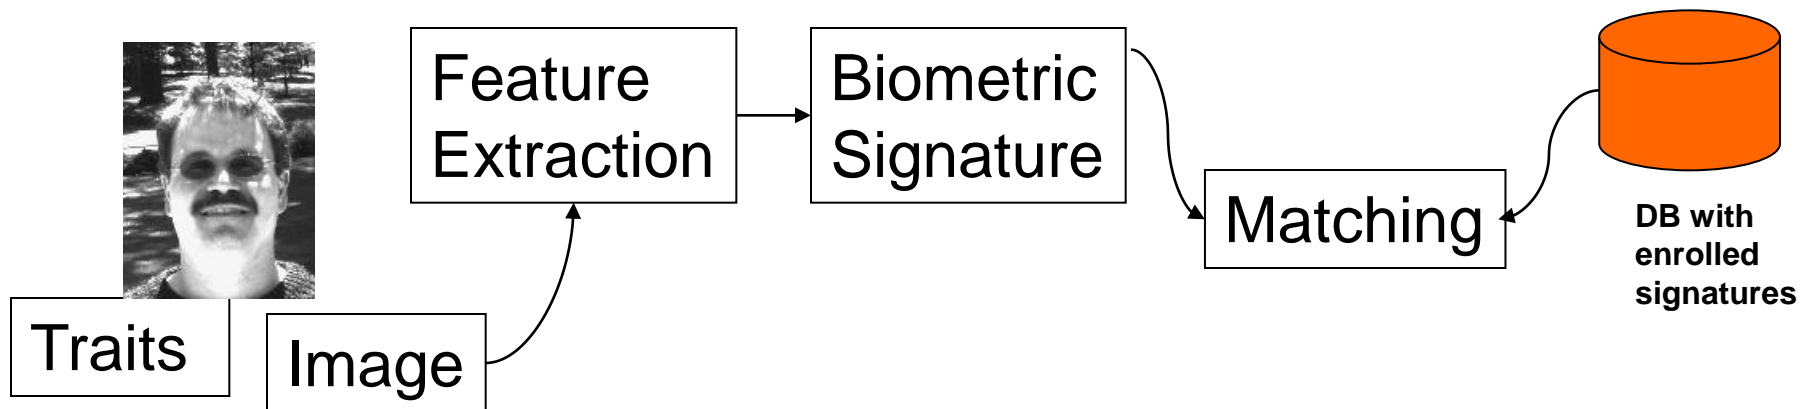 Traits
Image
Feature
Extraction
Biometric
Signature
Matching
DB with
enrolled
signatures